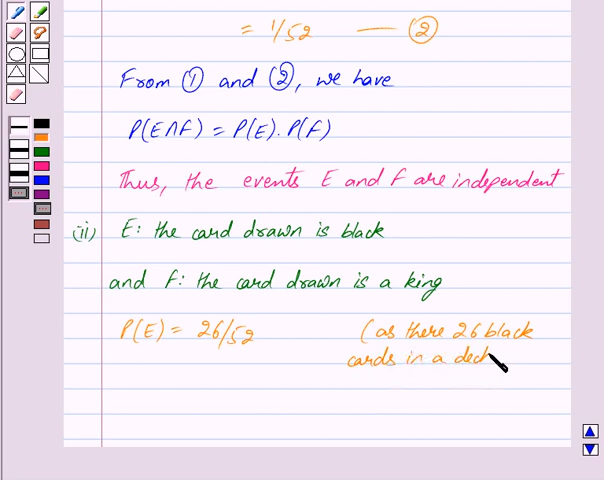 = 1/52 — ②
From ① and ②, we have
P(E∩F) = P(E). P(F)
Thus, the events E and F are independent
(ii) E: the card drawn is black
and F: the card drawn is a king
P(E) = 26/52 (as there 26 black
cards in a deck